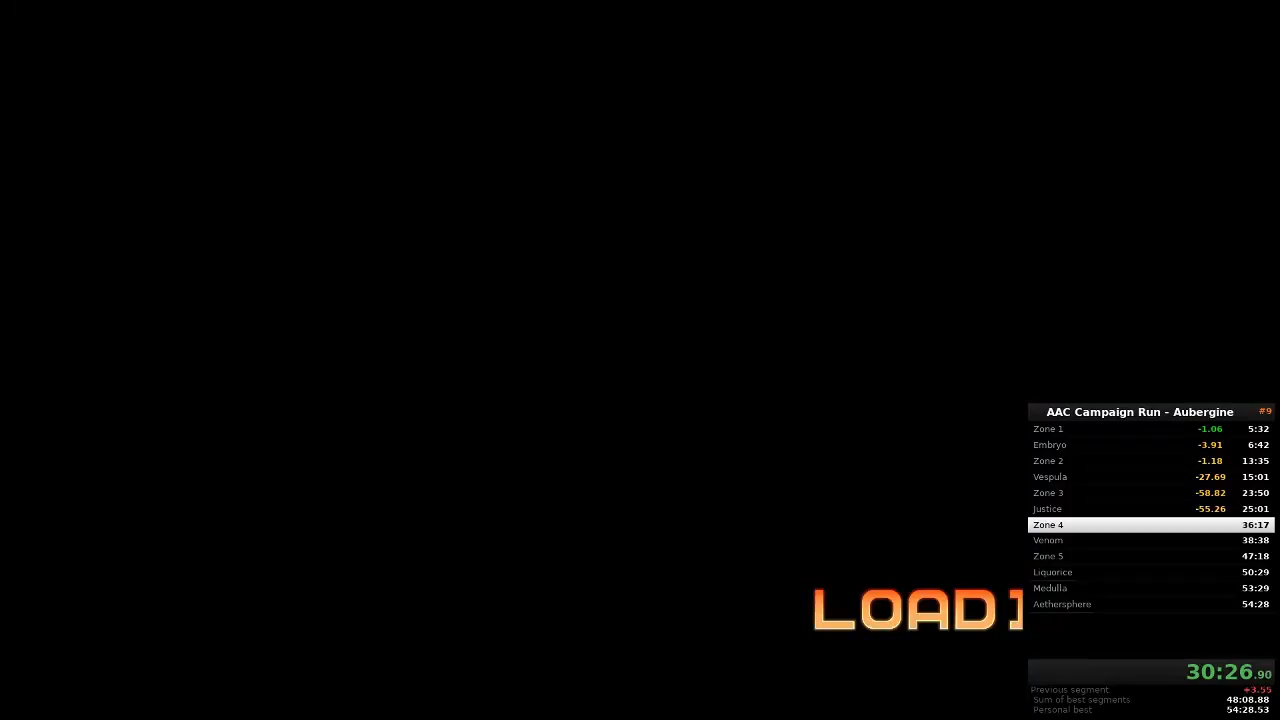 AAC Campaign Run - Aubergine #9
Zone 1 -1.06 5:32
Embryo -3.91 6:42
Zone 2 -1.18 13:35
Vespula -27.69 15:01
Zone 3 -58.82 23:50
Justice -55.26 25:01
Zone 4 36:17
Venom 38:38
Zone 5 47:18
Liquorice 50:29
Medulla 53:29
Aethersphere 54:28
LOADI
30:26.90
Previous segment +3.55
Sum of best segments 48:08.88
Personal best 54:28.53